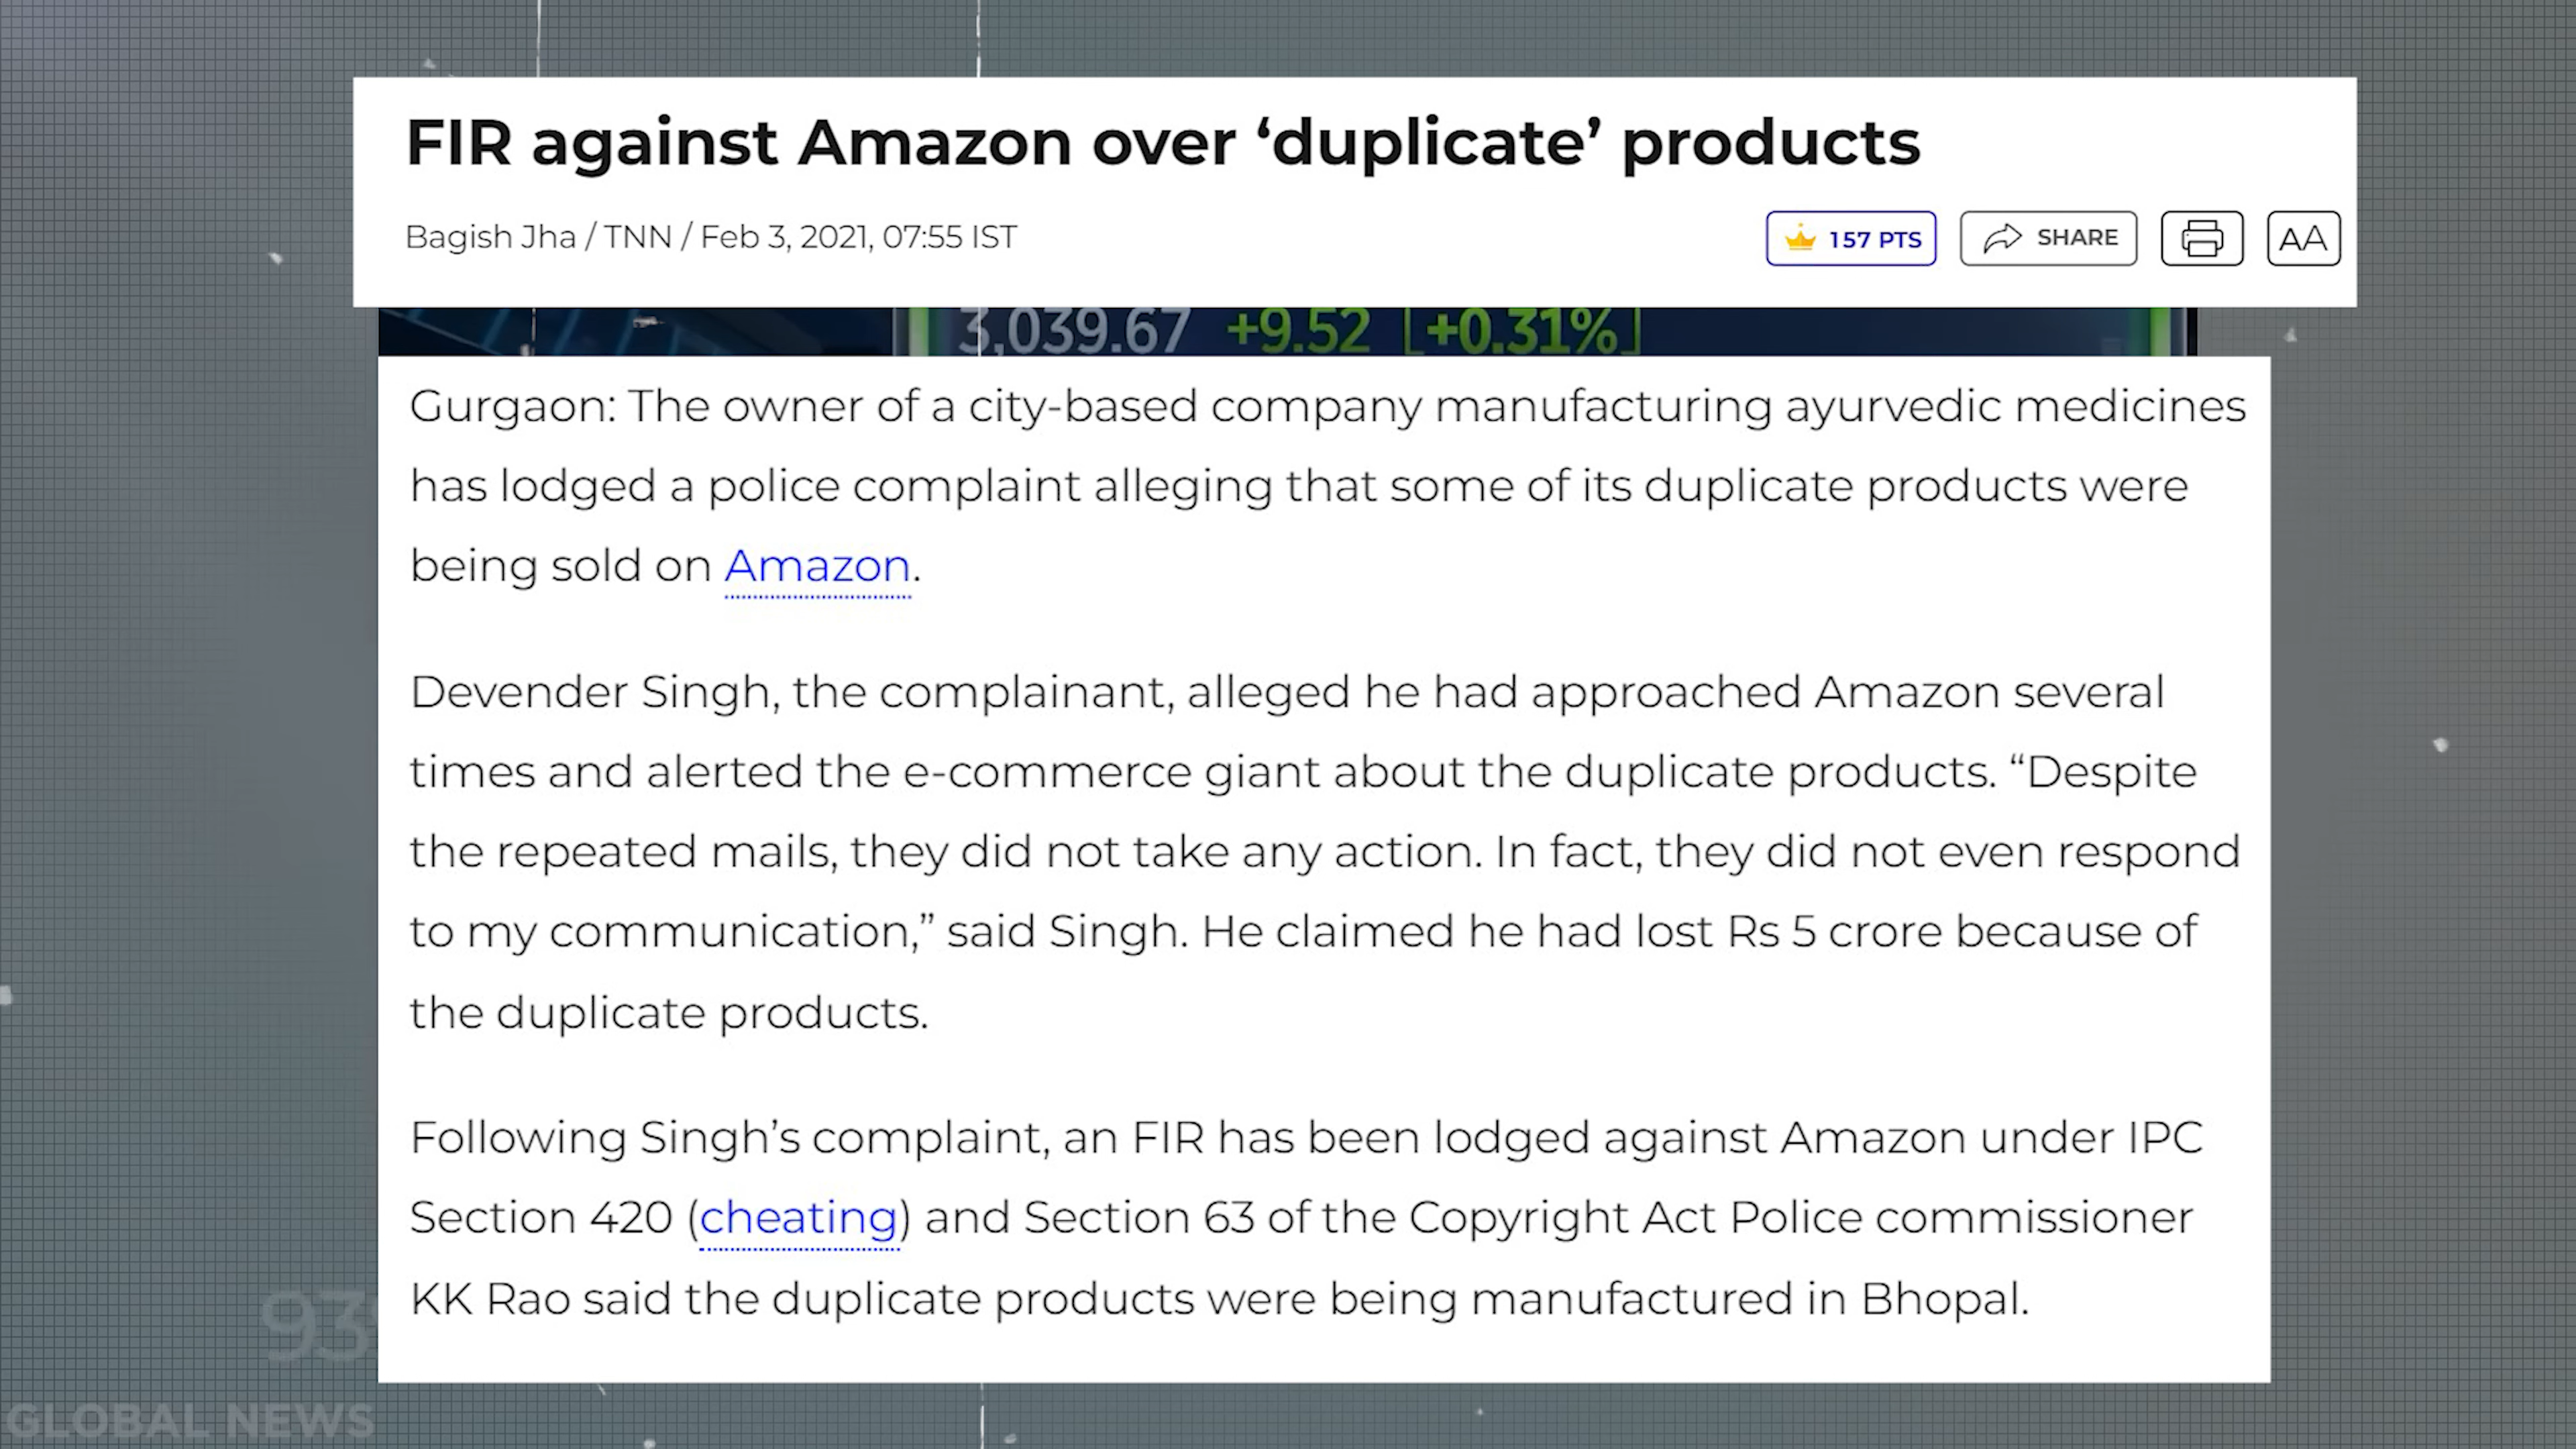 FIR against Amazon over ‘duplicate’ products
Bagish Jha / TNN / Feb 3, 2021, 07:55 IST
157 PTS
SHARE
AA
3,039.67 +9.52 [+0.31%]
Gurgaon: The owner of a city-based company manufacturing ayurvedic medicines
has lodged a police complaint alleging that some of its duplicate products were
being sold on Amazon.
Devender Singh, the complainant, alleged he had approached Amazon several
times and alerted the e-commerce giant about the duplicate products. “Despite
the repeated mails, they did not take any action. In fact, they did not even respond
to my communication,” said Singh. He claimed he had lost Rs 5 crore because of
the duplicate products.
Following Singh’s complaint, an FIR has been lodged against Amazon under IPC
Section 420 (cheating) and Section 63 of the Copyright Act Police commissioner
KK Rao said the duplicate products were being manufactured in Bhopal.
GLOBAL NEWS